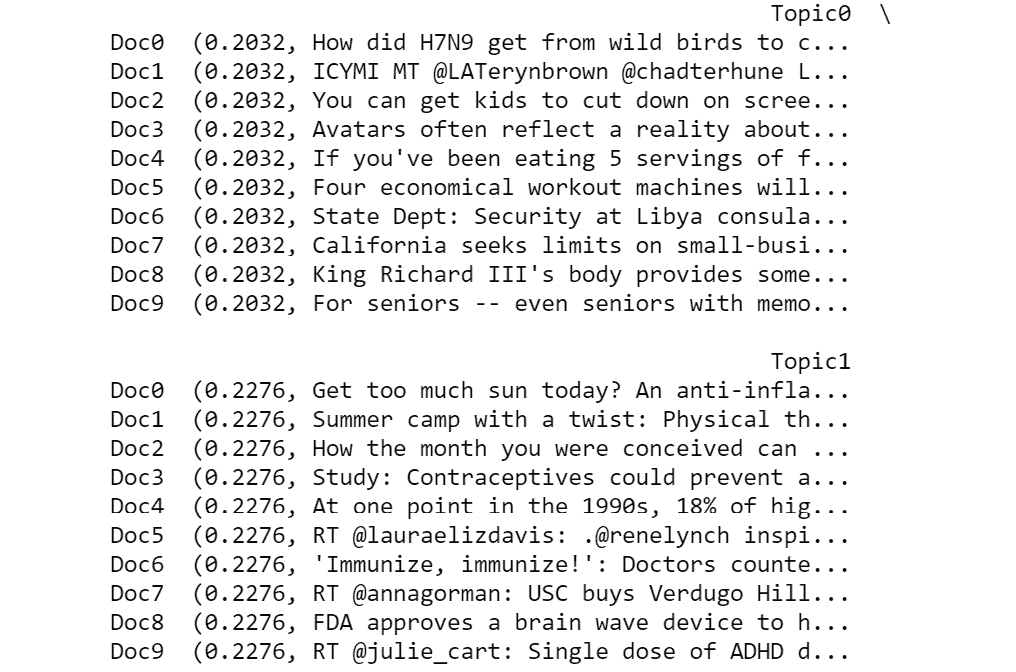 Topic0 \
Doc0 (0.2032, How did H7N9 get from wild birds to c...
Doc1 (0.2032, ICYMI MT @LATerynbrown @chadterhune L...
Doc2 (0.2032, You can get kids to cut down on scree...
Doc3 (0.2032, Avatars often reflect a reality about...
Doc4 (0.2032, If you've been eating 5 servings of f...
Doc5 (0.2032, Four economical workout machines will...
Doc6 (0.2032, State Dept: Security at Libya consula...
Doc7 (0.2032, California seeks limits on small-busi...
Doc8 (0.2032, King Richard III's body provides some...
Doc9 (0.2032, For seniors -- even seniors with memo...
Topic1
Doc0 (0.2276, Get too much sun today? An anti-infla...
Doc1 (0.2276, Summer camp with a twist: Physical th...
Doc2 (0.2276, How the month you were conceived can ...
Doc3 (0.2276, Study: Contraceptives could prevent a...
Doc4 (0.2276, At one point in the 1990s, 18% of hig...
Doc5 (0.2276, RT @lauraelizdavis: .@renelynch inspi...
Doc6 (0.2276, 'Immunize, immunize!': Doctors counte...
Doc7 (0.2276, RT @annagorman: USC buys Verdugo Hill...
Doc8 (0.2276, FDA approves a brain wave device to h...
Doc9 (0.2276, RT @julie_cart: Single dose of ADHD d...